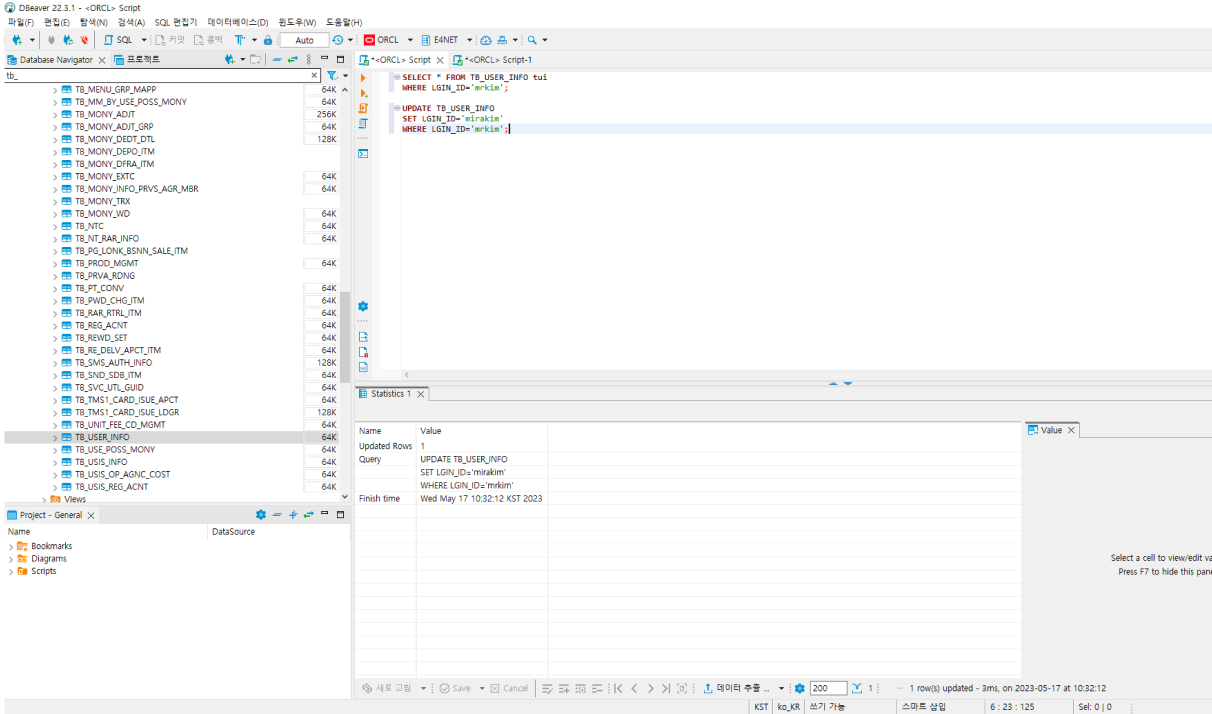 DBeaver 22.3.1 - <ORCL> Script
파일(F) 편집(E) 탐색(N) 검색(A) SQL 편집기 데이터베이스(D) 윈도우(W) 도움말(H)
SQL 커밋 롤백 Auto ORCL E4NET
Database Navigator 프로젝트
tb_
TB_MENU_GRP_MAPP 64K
TB_MM_BY_USE_POSS_MONY 64K
TB_MONY_ADJT 256K
TB_MONY_ADJT_GRP 64K
TB_MONY_DEDT_DTL 128K
TB_MONY_DEPO_ITM
TB_MONY_DFRA_ITM
TB_MONY_EXTC 64K
TB_MONY_INFO_PRVS_AGR_MBR 64K
TB_MONY_TRX
TB_MONY_WD 64K
TB_NTC 64K
TB_NT_RAR_INFO 64K
TB_PG_LONK_BSNN_SALE_ITM
TB_PROD_MGMT 64K
TB_PRVA_RDNG
TB_PT_CONV 64K
TB_PWD_CHG_ITM 64K
TB_RAR_RTRL_ITM 64K
TB_REG_ACNT 64K
TB_REWD_SET 64K
TB_RE_DELV_APCT_ITM 64K
TB_SMS_AUTH_INFO 128K
TB_SND_SDB_ITM 64K
TB_SVC_UTL_GUID 64K
TB_TMS1_CARD_ISUE_APCT 64K
TB_TMS1_CARD_ISUE_LDGR 128K
TB_UNIT_FEE_CD_MGMT 64K
TB_USER_INFO 64K
TB_USE_POSS_MONY 64K
TB_USIS_INFO 64K
TB_USIS_OP_AGNC_COST 64K
TB_USIS_REG_ACNT 64K
Views
Project - General
Name DataSource
Bookmarks
Diagrams
Scripts
*<ORCL> Script *<ORCL> Script-1
SELECT * FROM TB_USER_INFO tui
WHERE LGIN_ID='mrkim';
UPDATE TB_USER_INFO
SET LGIN_ID='mirakim'
WHERE LGIN_ID='mrkim';
Statistics 1
Name Value
Updated Rows 1
Query UPDATE TB_USER_INFO
SET LGIN_ID='mirakim'
WHERE LGIN_ID='mrkim'
Finish time Wed May 17 10:32:12 KST 2023
Value
Select a cell to view/edit va
Press F7 to hide this pane
새로 고침 Save Cancel 데이터 추출 ... 200 1 ... 1 row(s) updated - 3ms, on 2023-05-17 at 10:32:12
KST ko_KR 쓰기 가능 스마트 삽입 6 : 23 : 125 Sel: 0 | 0